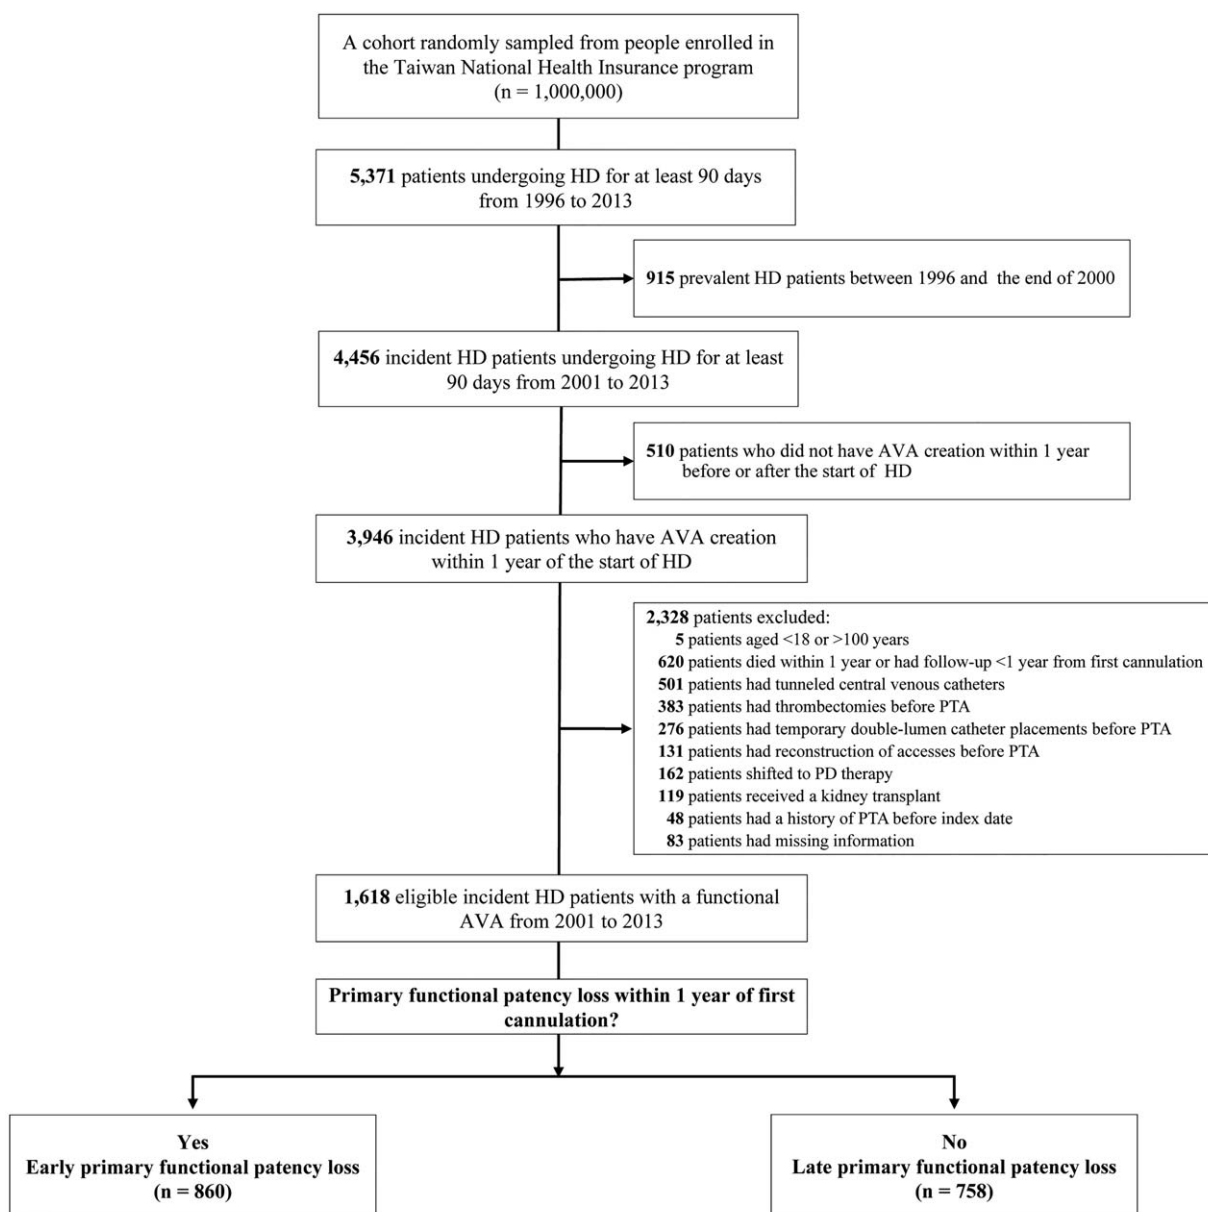 A cohort randomly sampled from people enrolled in
the Taiwan National Health Insurance program
(n = 1,000,000)
5,371 patients undergoing HD for at least 90 days
from 1996 to 2013
915 prevalent HD patients between 1996 and the end of 2000
4,456 incident HD patients undergoing HD for at least
90 days from 2001 to 2013
510 patients who did not have AVA creation within 1 year
before or after the start of HD
3,946 incident HD patients who have AVA creation
within 1 year of the start of HD
2,328 patients excluded:
5 patients aged <18 or >100 years
620 patients died within 1 year or had follow-up <1 year from first cannulation
501 patients had tunneled central venous catheters
383 patients had thrombectomies before PTA
276 patients had temporary double-lumen catheter placements before PTA
131 patients had reconstruction of accesses before PTA
162 patients shifted to PD therapy
119 patients received a kidney transplant
48 patients had a history of PTA before index date
83 patients had missing information
1,618 eligible incident HD patients with a functional
AVA from 2001 to 2013
Primary functional patency loss within 1 year of first
cannulation?
Yes
Early primary functional patency loss
(n = 860)
No
Late primary functional patency loss
(n = 758)